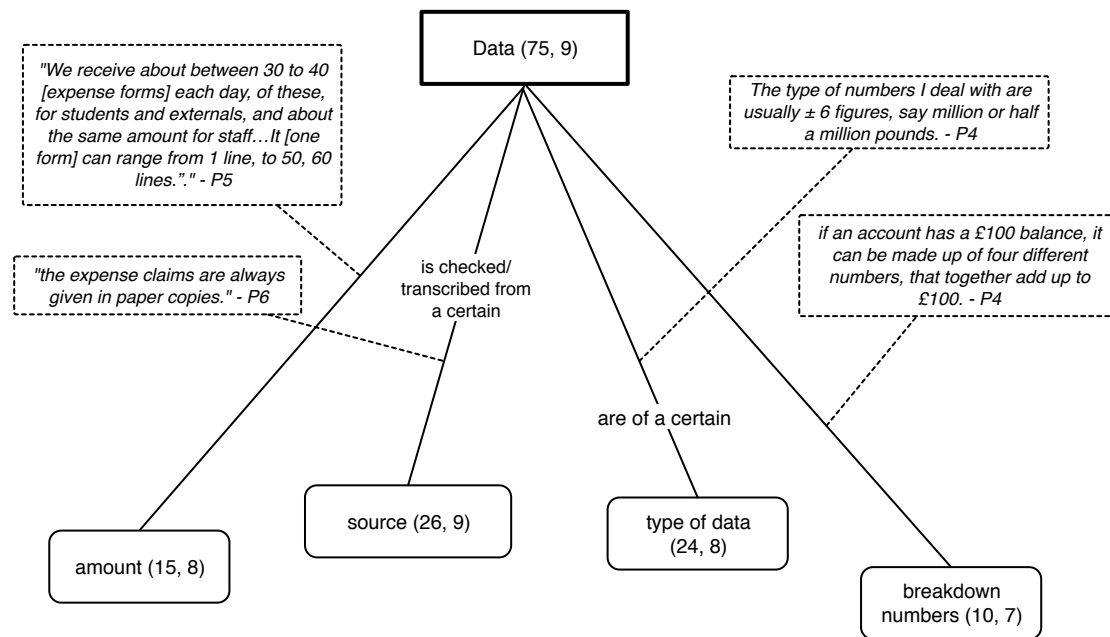 Data (75, 9)
"We receive about between 30 to 40
[expense forms] each day, of these,
for students and externals, and about
the same amount for staff…It [one
form] can range from 1 line, to 50, 60
lines.”." - P5
The type of numbers I deal with are
usually ± 6 figures, say million or half
a million pounds. - P4
"the expense claims are always
given in paper copies." - P6
is checked/
transcribed from
a certain
if an account has a £100 balance, it
can be made up of four different
numbers, that together add up to
£100. - P4
are of a certain
amount (15, 8)
source (26, 9)
type of data
(24, 8)
breakdown
numbers (10, 7)